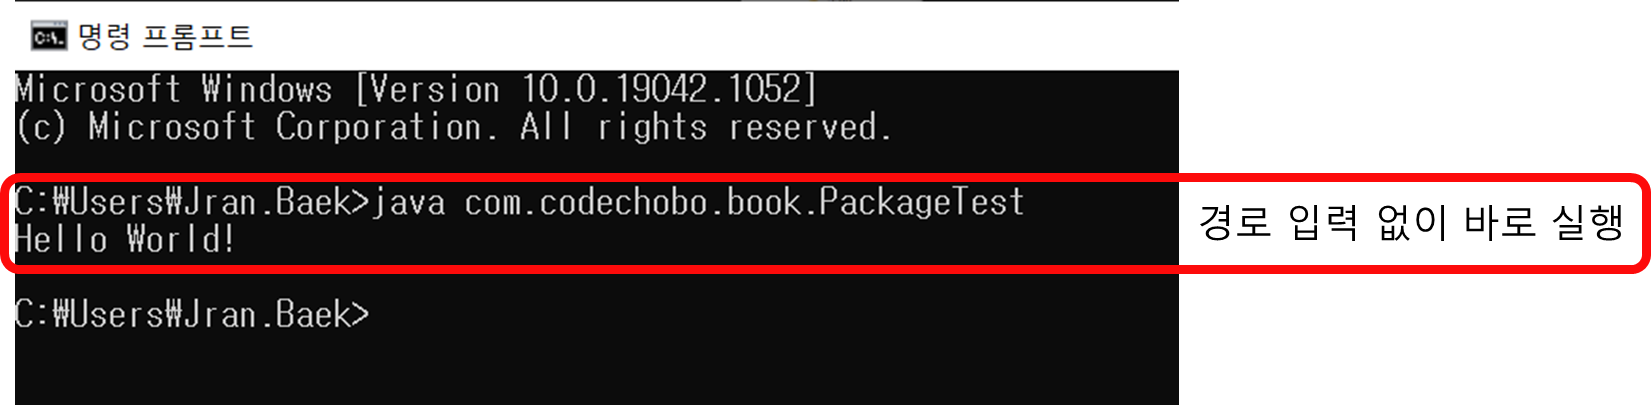 C:\. 명령 프롬프트
Microsoft Windows [Version 10.0.19042.1052]
(c) Microsoft Corporation. All rights reserved.
C:₩Users₩Jran.Baek>java com.codechobo.book.PackageTest
Hello World!
경로 입력 없이 바로 실행
C:₩Users₩Jran.Baek>